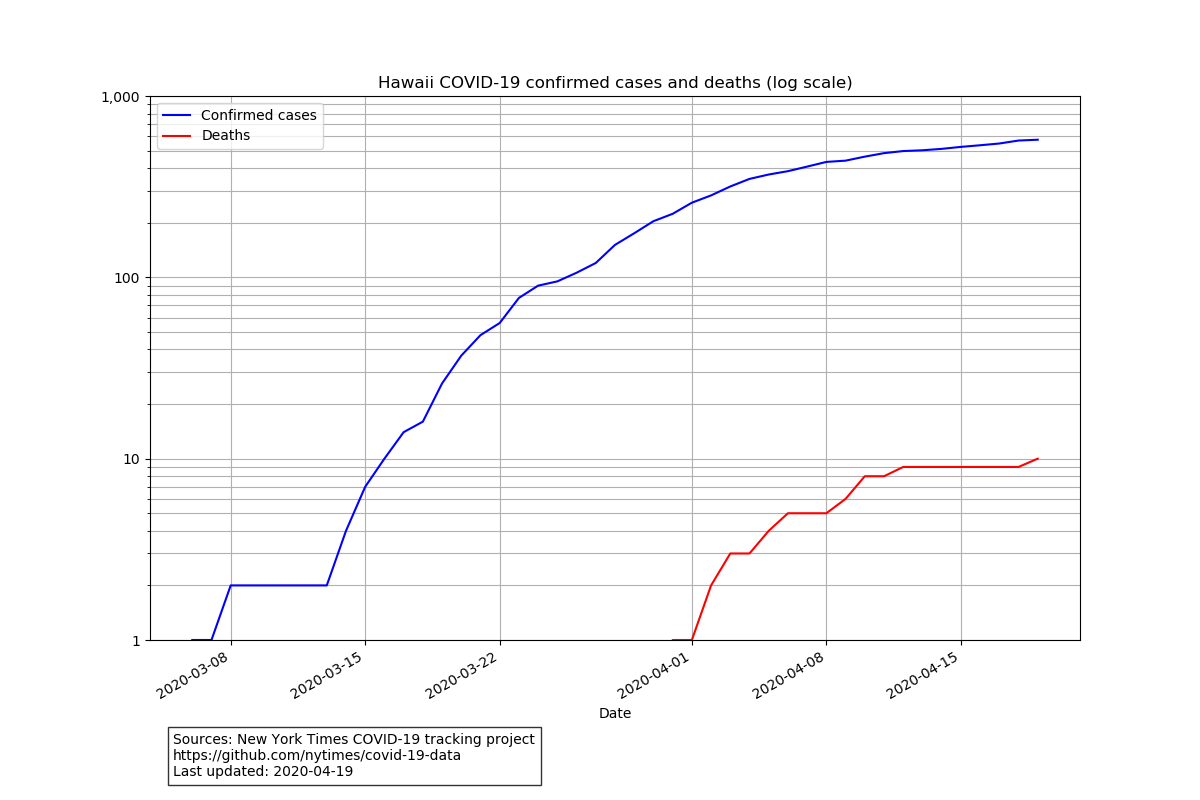 Hawaii COVID-19 confirmed cases and deaths (log scale)
1,000
Confirmed cases
Deaths
100
10
1
2020-03-08
2020-03-15
2020-03-22
2020-04-01
2020-04-08
2020-04-15
Date
Sources: New York Times COVID-19 tracking project
https://github.com/nytimes/covid-19-data
Last updated: 2020-04-19